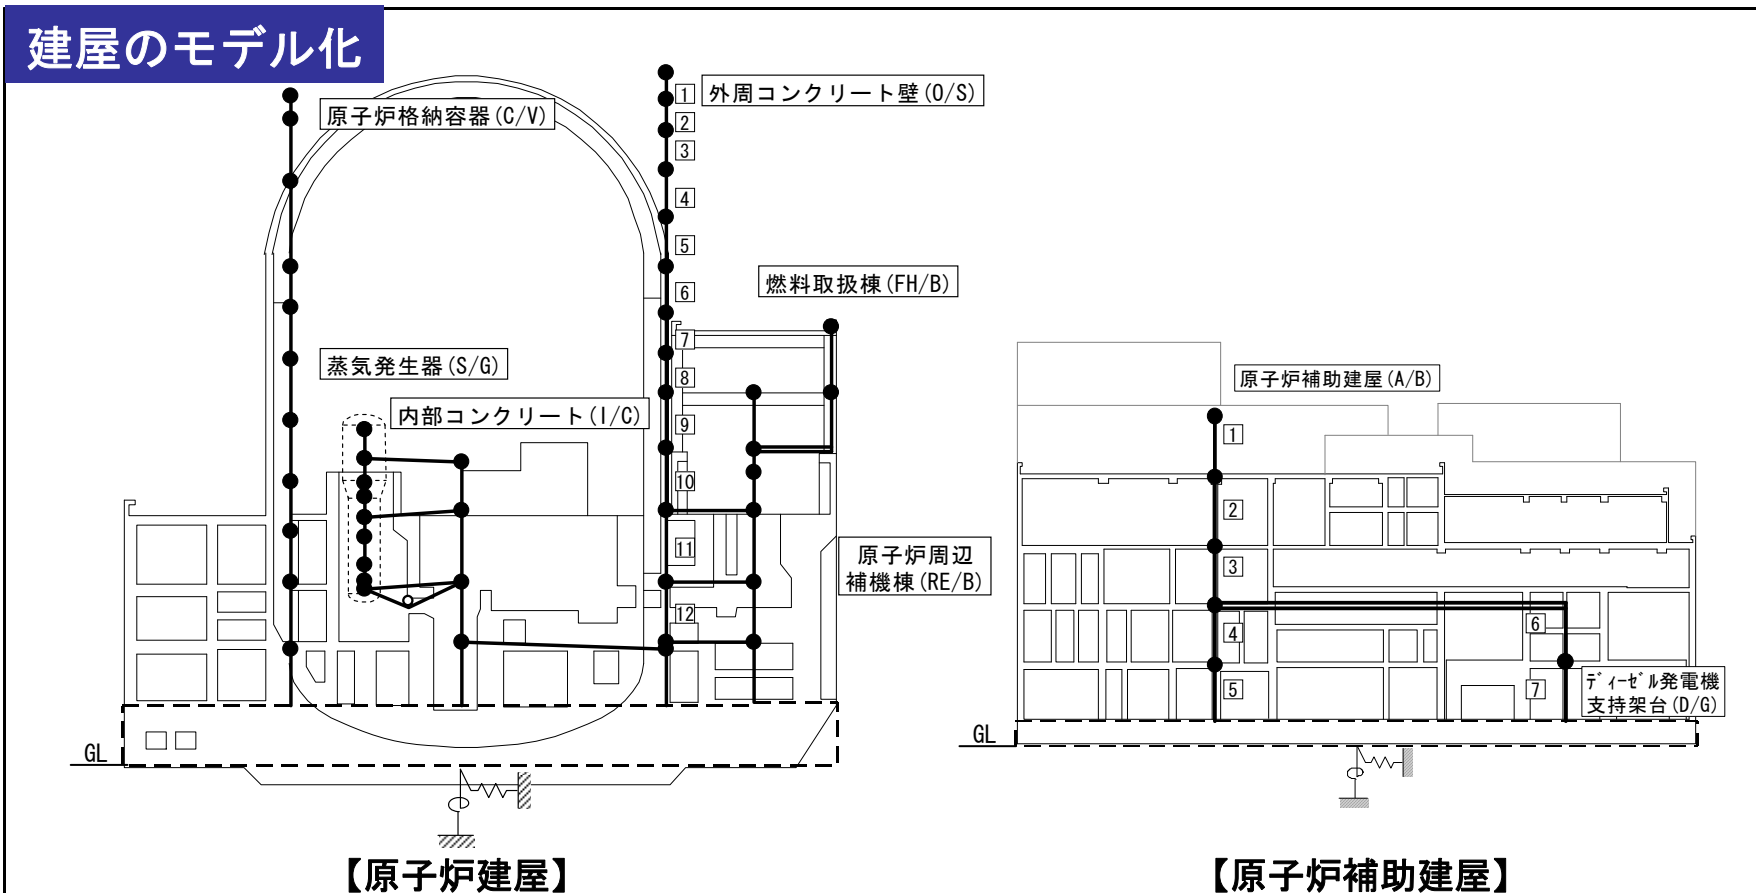 建屋のモデル化
原子炉格納容器(C/V)
外周コンクリート壁(O/S)
1
2
3
4
5
6
7
8
9
10
11
12
燃料取扱棟(FH/B)
蒸気発生器(S/G)
内部コンクリート(I/C)
原子炉周辺
補機棟(RE/B)
GL
【原子炉建屋】
原子炉補助建屋(A/B)
1
2
3
4
5
6
7
ディーゼル発電機
支持架台(D/G)
GL
【原子炉補助建屋】